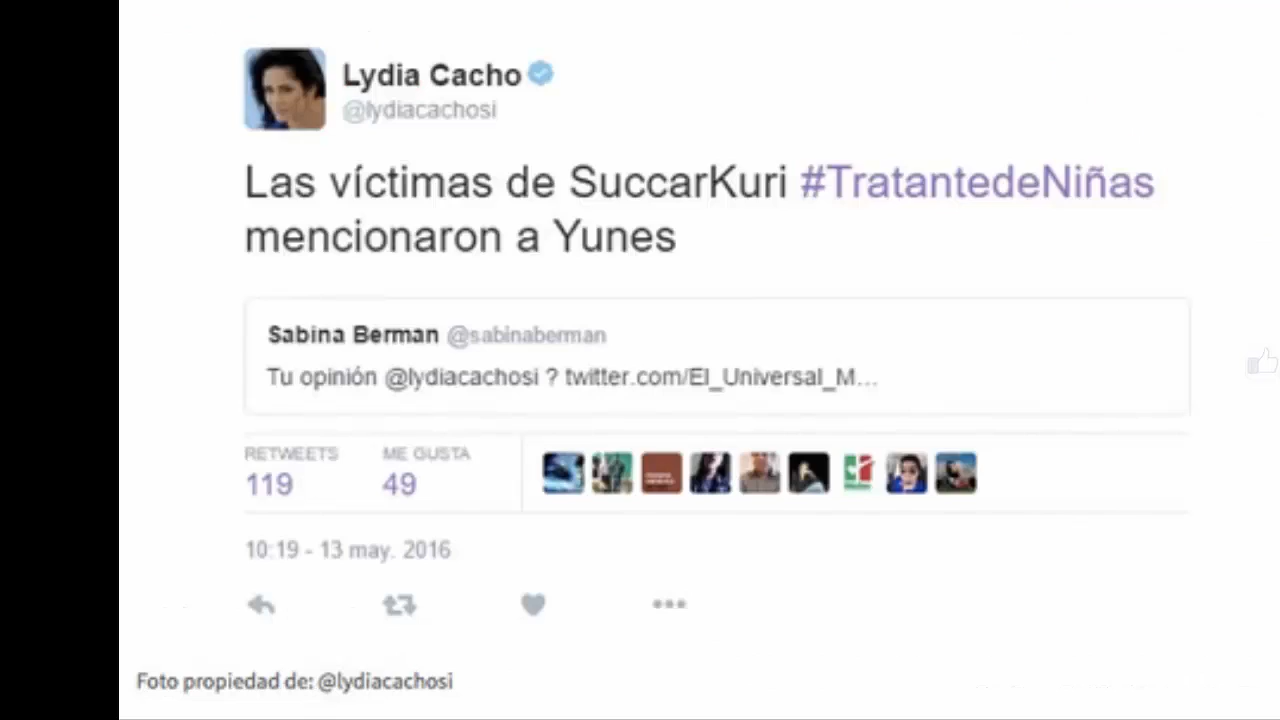 Lydia Cacho
@lydiacachosi
Las víctimas de SuccarKuri #TratantedeNiñas
mencionaron a Yunes
Sabina Berman @sabinaberman
Tu opinión @lydiacachosi ? twitter.com/El_Universal_M...
RETWEETS ME GUSTA
119 49
10:19 - 13 may. 2016
Foto propiedad de: @lydiacachosi